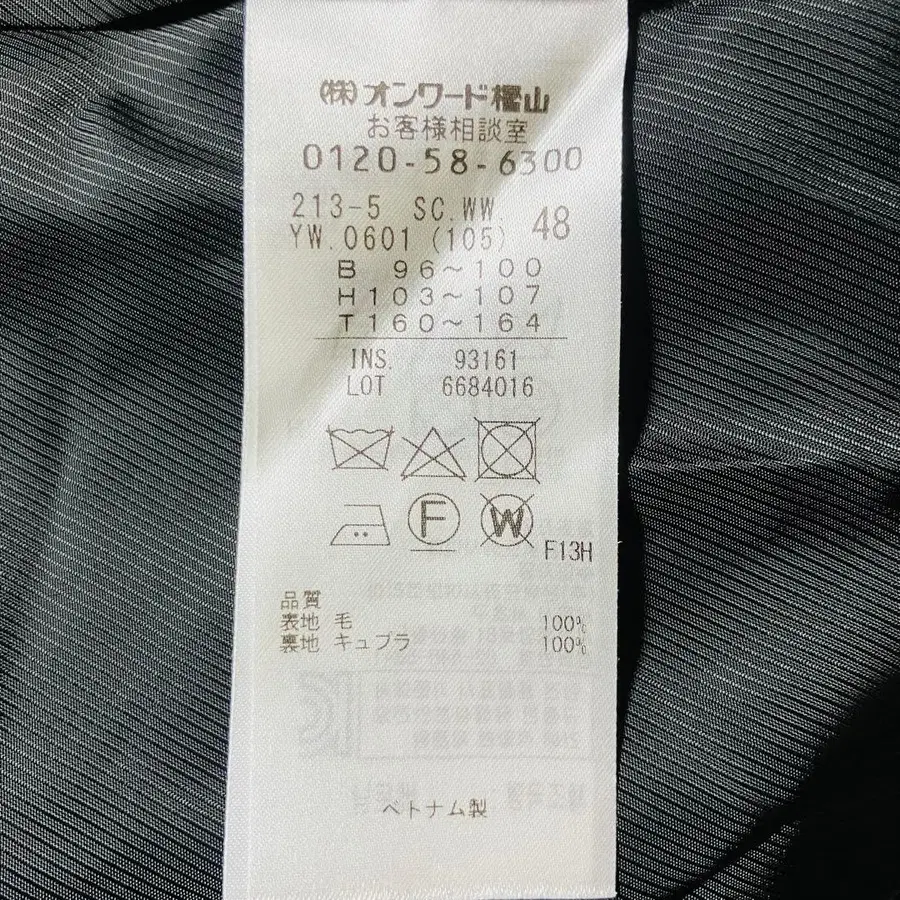 (株)オンワード樫山
お客様相談室
0120-58-6300
213-5 SC.WW. 48
YW.0601 (105)
B 96～100
H 103～107
T 160～164
INS. 93161
LOT 6684016
F
W
F13H
品質
表地 毛 100%
裏地 キュプラ 100%
ベトナム製